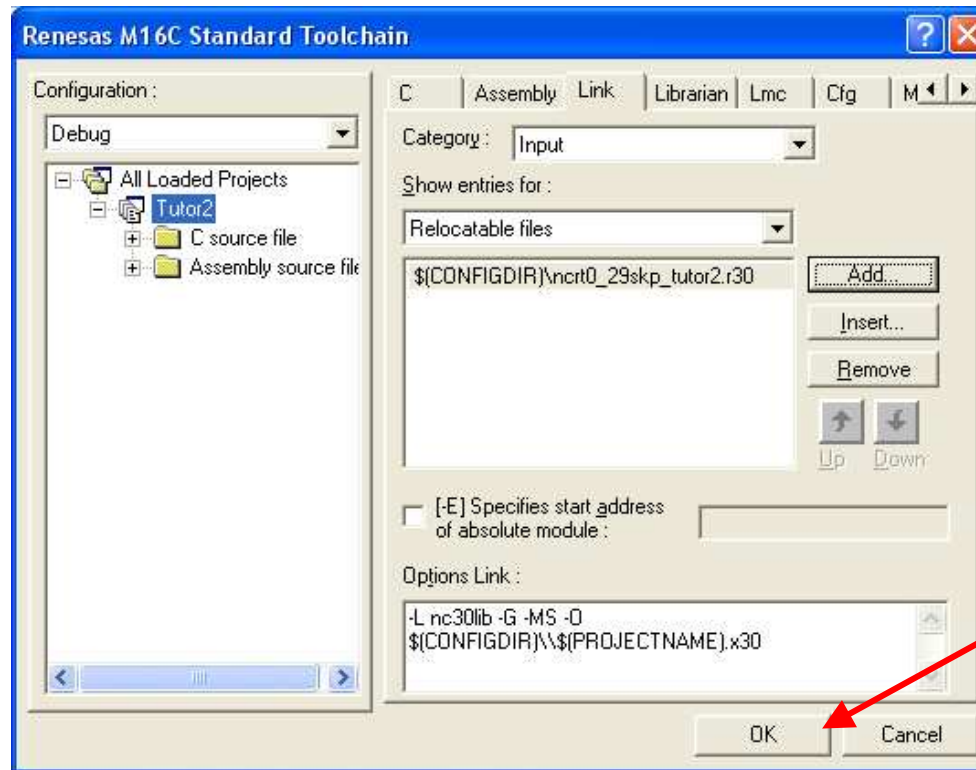 Renesas M16C Standard Toolchain
Configuration :
Debug
All Loaded Projects
Tutor2
C source file
Assembly source file
C Assembly Link Librarian Lmc Cfg M
Category : Input
Show entries for :
Relocatable files
$(CONFIGDIR)\ncrt0_29skp_tutor2.r30
Add...
Insert...
Remove
Up Down
[-E] Specifies start address
of absolute module :
Options Link :
-L nc30lib -G -MS -O
$(CONFIGDIR)\\$(PROJECTNAME).x30
OK Cancel